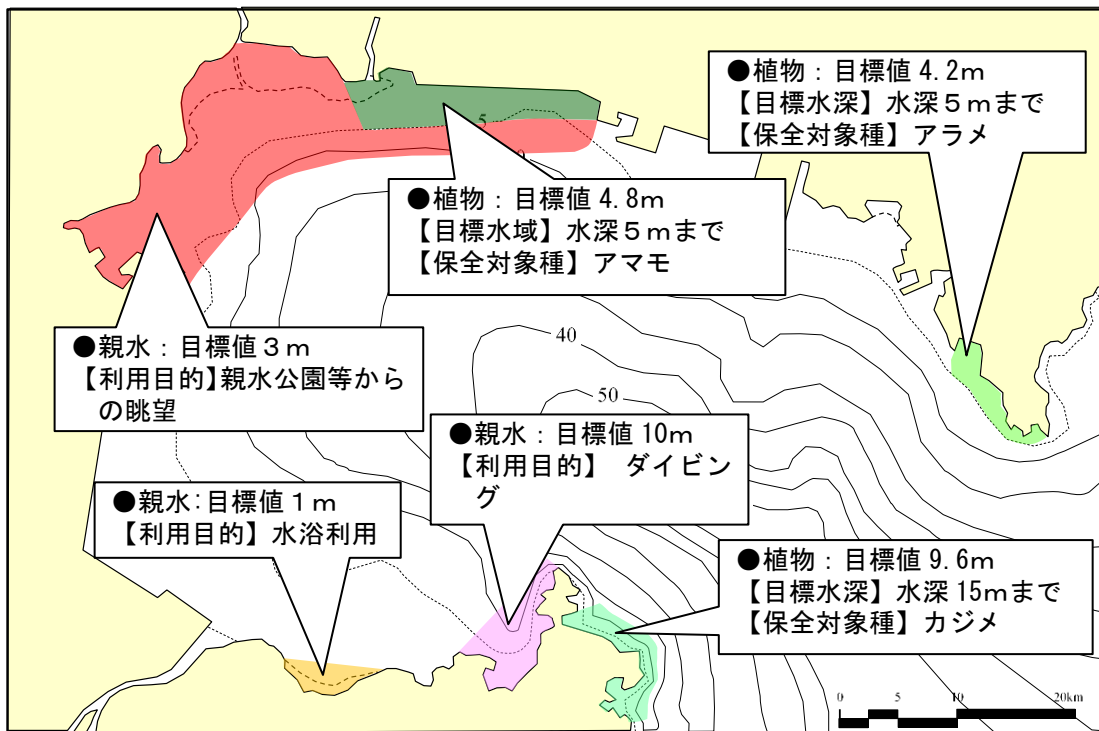 ●植物：目標値 4.2m
【目標水深】水深５ｍまで
【保全対象種】アラメ
5
●植物：目標値 4.8m
【目標水域】水深５ｍまで
【保全対象種】アマモ
●親水：目標値３ｍ
【利用目的】親水公園等から
の眺望
40
50
●親水：目標値 10m
【利用目的】　ダイビン
グ
●親水：目標値１ｍ
【利用目的】水浴利用
●植物：目標値 9.6m
【目標水深】水深 15m まで
【保全対象種】カジメ
0 5 10 20km